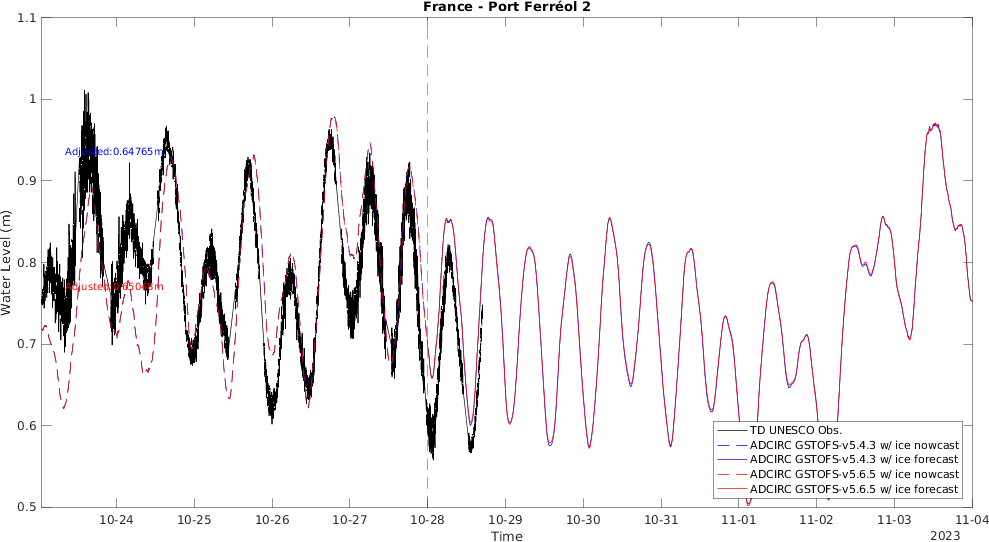 France - Port Ferréol 2
1.1
1
0.9
0.8
0.7
0.6
0.5
Water Level (m)
Adjusted:0.64765m
TD UNESCO Obs.
ADCIRC GSTOFS-v5.4.3 w/ ice nowcast
ADCIRC GSTOFS-v5.4.3 w/ ice forecast
ADCIRC GSTOFS-v5.6.5 w/ ice nowcast
ADCIRC GSTOFS-v5.6.5 w/ ice forecast
10-24 10-25 10-26 10-27 10-28 10-29 10-30 10-31 11-01 11-02 11-03 11-04
Time
2023